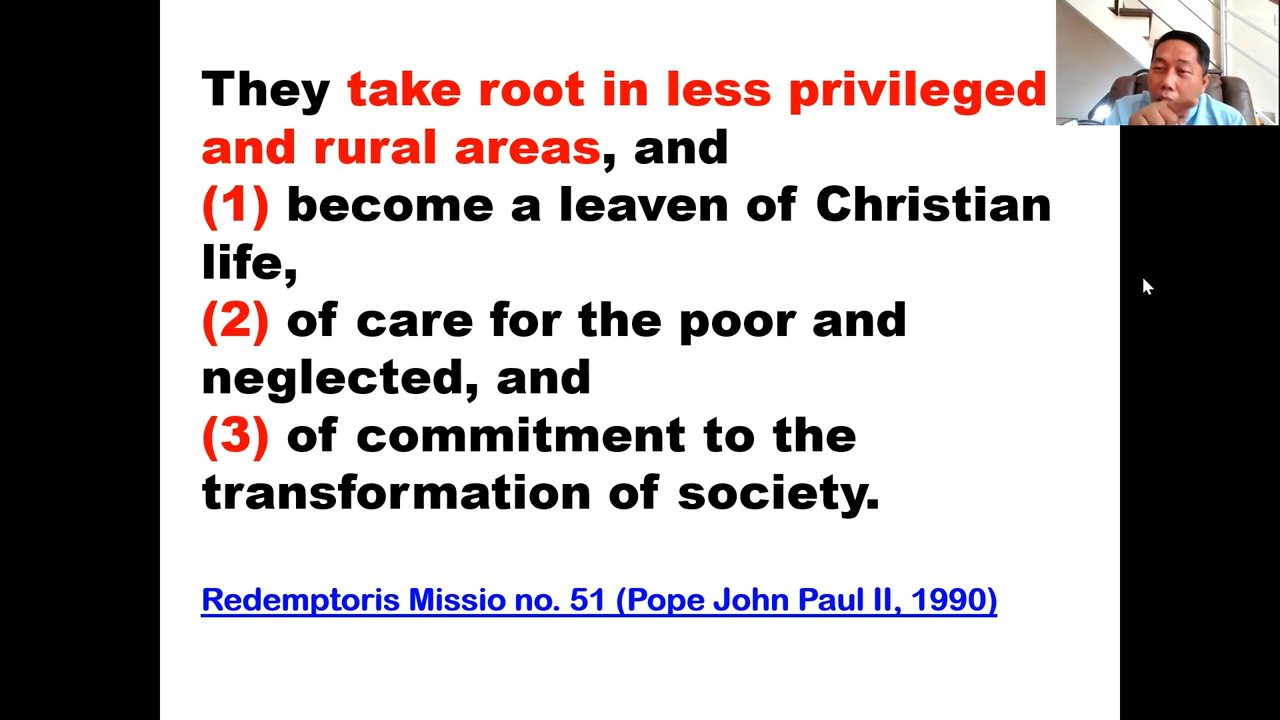 They take root in less privileged
and rural areas, and
(1) become a leaven of Christian
life,
(2) of care for the poor and
neglected, and
(3) of commitment to the
transformation of society.
Redemptoris Missio no. 51 (Pope John Paul II, 1990)